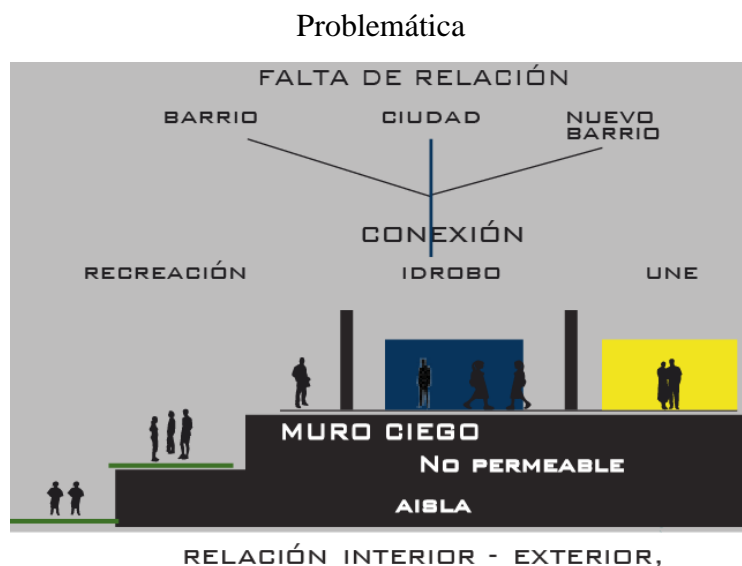 Problemática
FALTA DE RELACIÓN
BARRIO CIUDAD NUEVO
BARRIO
CONEXIÓN
RECREACIÓN IDROBO UNE
MURO CIEGO
No PERMEABLE
AISLA
RELACIÓN INTERIOR - EXTERIOR,